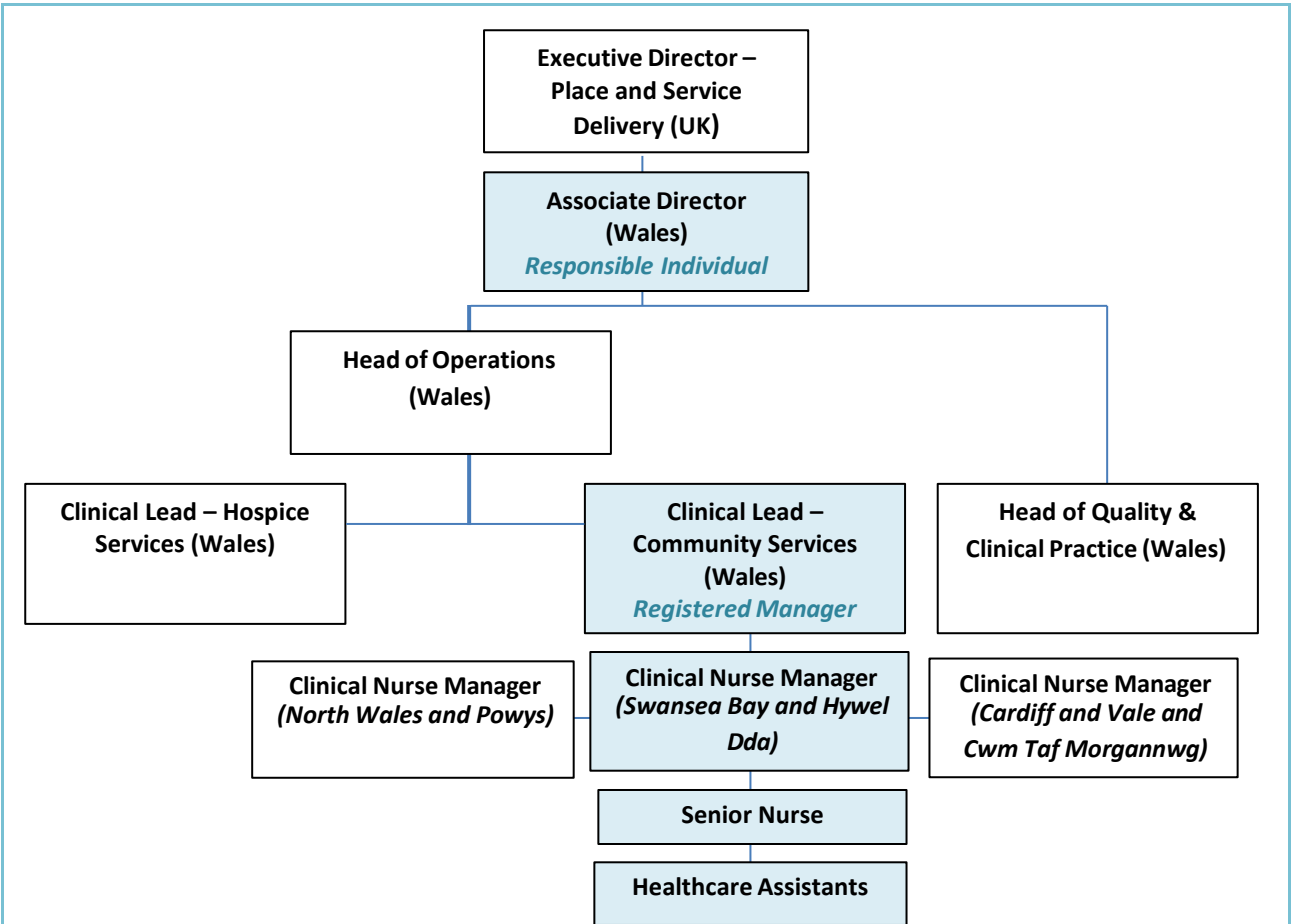 Executive Director –
Place and Service
Delivery (UK)
Associate Director
(Wales)
Responsible Individual
Head of Operations
(Wales)
Clinical Lead – Hospice
Services (Wales)
Clinical Lead –
Community Services
(Wales)
Registered Manager
Head of Quality &
Clinical Practice (Wales)
Clinical Nurse Manager
(North Wales and Powys)
Clinical Nurse Manager
(Swansea Bay and Hywel
Dda)
Clinical Nurse Manager
(Cardiff and Vale and
Cwm Taf Morgannwg)
Senior Nurse
Healthcare Assistants